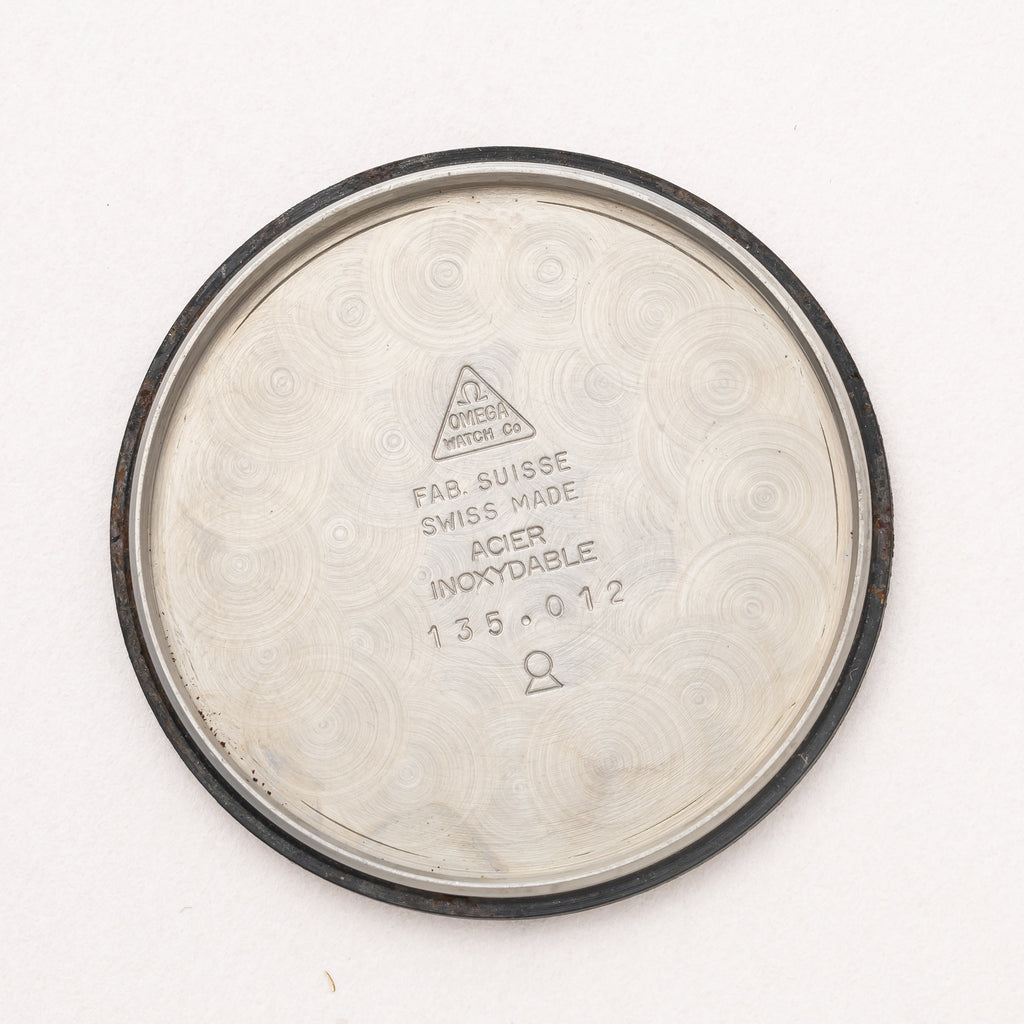 Ω
OMEGA
WATCH Co
FAB. SUISSE
SWISS MADE
ACIER
INOXYDABLE
135.012